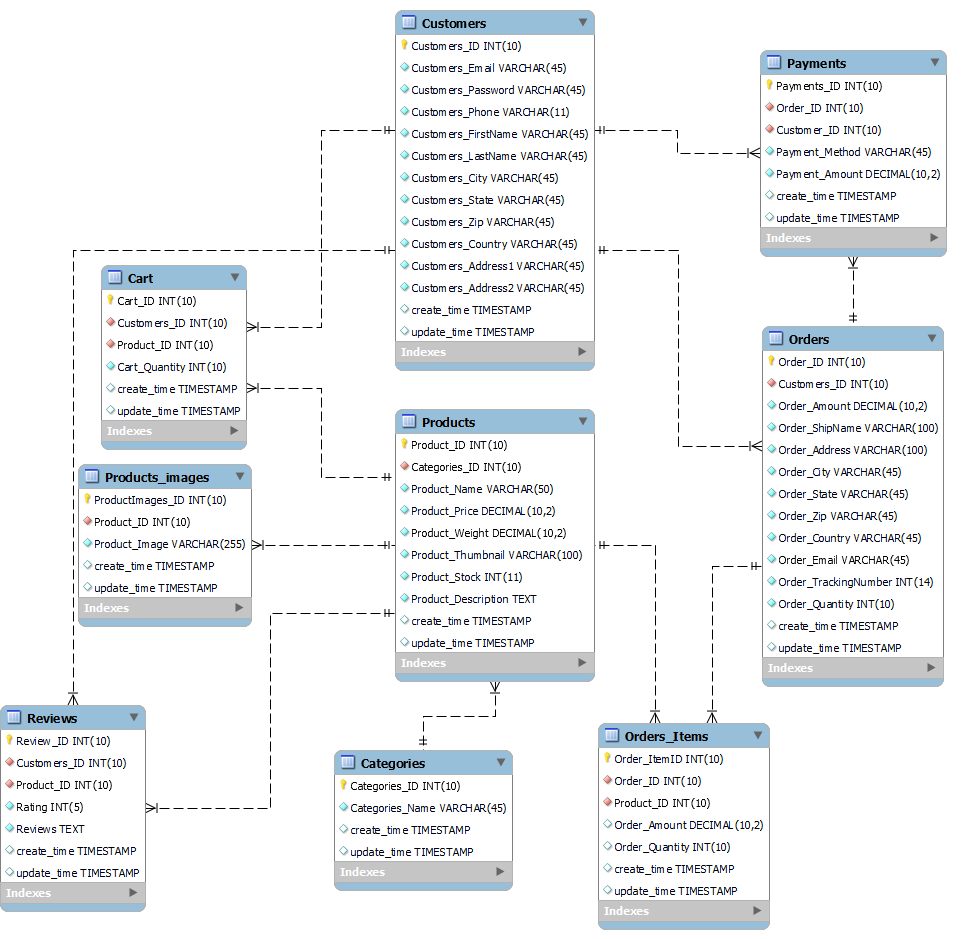 Customers
Customers_ID INT(10)
Customers_Email VARCHAR(45)
Customers_Password VARCHAR(45)
Customers_Phone VARCHAR(11)
Customers_FirstName VARCHAR(45)
Customers_LastName VARCHAR(45)
Customers_City VARCHAR(45)
Customers_State VARCHAR(45)
Customers_Zip VARCHAR(45)
Customers_Country VARCHAR(45)
Customers_Address1 VARCHAR(45)
Customers_Address2 VARCHAR(45)
create_time TIMESTAMP
update_time TIMESTAMP
Indexes
Payments
Payments_ID INT(10)
Order_ID INT(10)
Customer_ID INT(10)
Payment_Method VARCHAR(45)
Payment_Amount DECIMAL(10,2)
create_time TIMESTAMP
update_time TIMESTAMP
Indexes
Cart
Cart_ID INT(10)
Customers_ID INT(10)
Product_ID INT(10)
Cart_Quantity INT(10)
create_time TIMESTAMP
update_time TIMESTAMP
Indexes
Orders
Order_ID INT(10)
Customers_ID INT(10)
Order_Amount DECIMAL(10,2)
Order_ShipName VARCHAR(100)
Order_Address VARCHAR(100)
Order_City VARCHAR(45)
Order_State VARCHAR(45)
Order_Zip VARCHAR(45)
Order_Country VARCHAR(45)
Order_Email VARCHAR(45)
Order_TrackingNumber INT(14)
Order_Quantity INT(10)
create_time TIMESTAMP
update_time TIMESTAMP
Indexes
Products
Product_ID INT(10)
Categories_ID INT(10)
Product_Name VARCHAR(50)
Product_Price DECIMAL(10,2)
Product_Weight DECIMAL(10,2)
Product_Thumbnail VARCHAR(100)
Product_Stock INT(11)
Product_Description TEXT
create_time TIMESTAMP
update_time TIMESTAMP
Indexes
Products_images
ProductImages_ID INT(10)
Product_ID INT(10)
Product_Image VARCHAR(255)
create_time TIMESTAMP
update_time TIMESTAMP
Indexes
Reviews
Review_ID INT(10)
Customers_ID INT(10)
Product_ID INT(10)
Rating INT(5)
Reviews TEXT
create_time TIMESTAMP
update_time TIMESTAMP
Indexes
Categories
Categories_ID INT(10)
Categories_Name VARCHAR(45)
create_time TIMESTAMP
update_time TIMESTAMP
Indexes
Orders_Items
Order_ItemID INT(10)
Order_ID INT(10)
Product_ID INT(10)
Order_Amount DECIMAL(10,2)
Order_Quantity INT(10)
create_time TIMESTAMP
update_time TIMESTAMP
Indexes